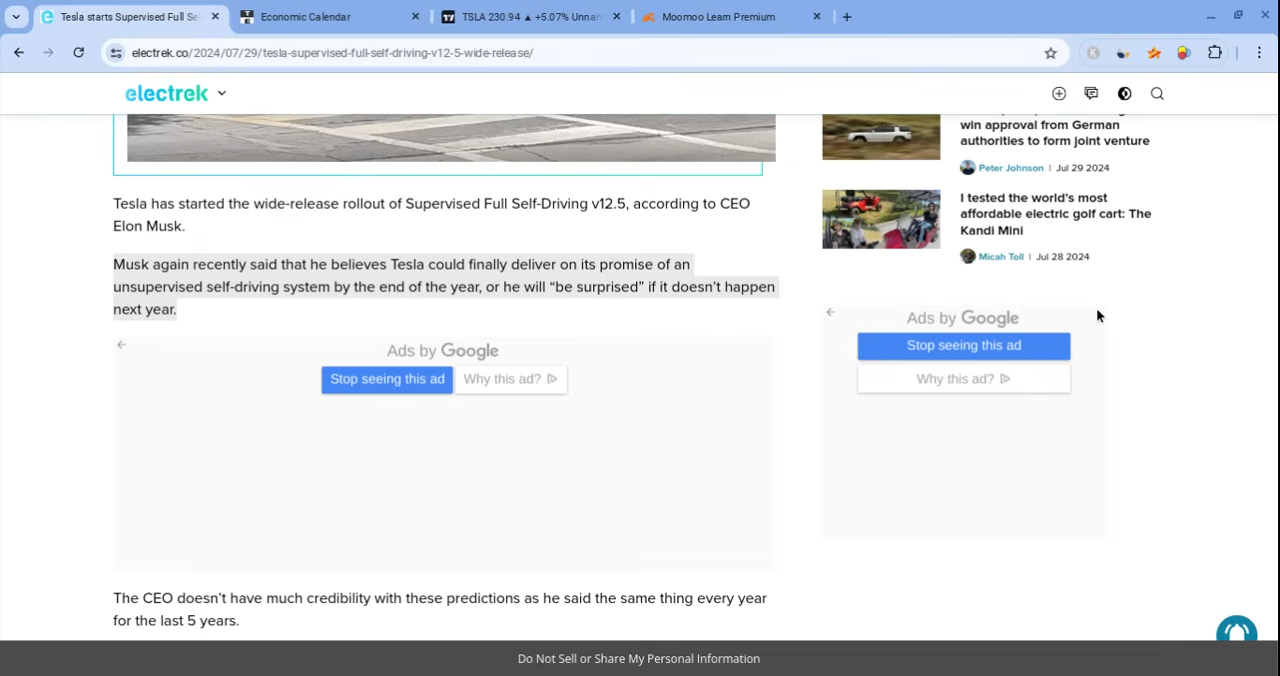 Tesla starts Supervised Full Se
Economic Calendar
TSLA 230.94 ▲ +5.07% Unnar
Moomoo Learn Premium
electrek.co/2024/07/29/tesla-supervised-full-self-driving-v12-5-wide-release/
electrek
win approval from German
authorities to form joint venture
Peter Johnson | Jul 29 2024
I tested the world's most
affordable electric golf cart: The
Kandi Mini
Micah Toll | Jul 28 2024
Tesla has started the wide-release rollout of Supervised Full Self-Driving v12.5, according to CEO
Elon Musk.
Musk again recently said that he believes Tesla could finally deliver on its promise of an
unsupervised self-driving system by the end of the year, or he will “be surprised” if it doesn’t happen
next year.
Ads by Google
Stop seeing this ad
Why this ad?
Ads by Google
Stop seeing this ad
Why this ad?
The CEO doesn’t have much credibility with these predictions as he said the same thing every year
for the last 5 years.
Do Not Sell or Share My Personal Information